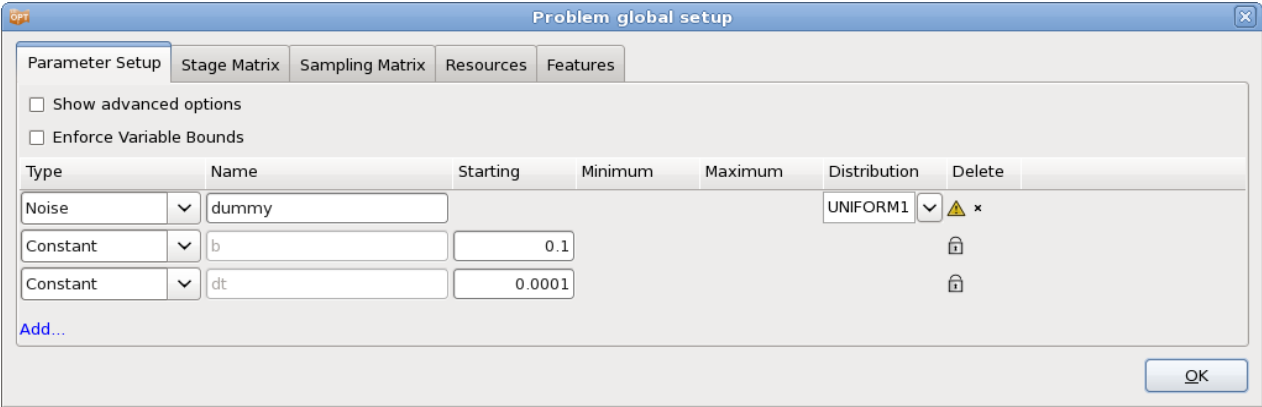 OPT Problem global setup
Parameter Setup Stage Matrix Sampling Matrix Resources Features
Show advanced options
Enforce Variable Bounds
Type Name Starting Minimum Maximum Distribution Delete
Noise dummy UNIFORM1
Constant b 0.1
Constant dt 0.0001
Add...
OK